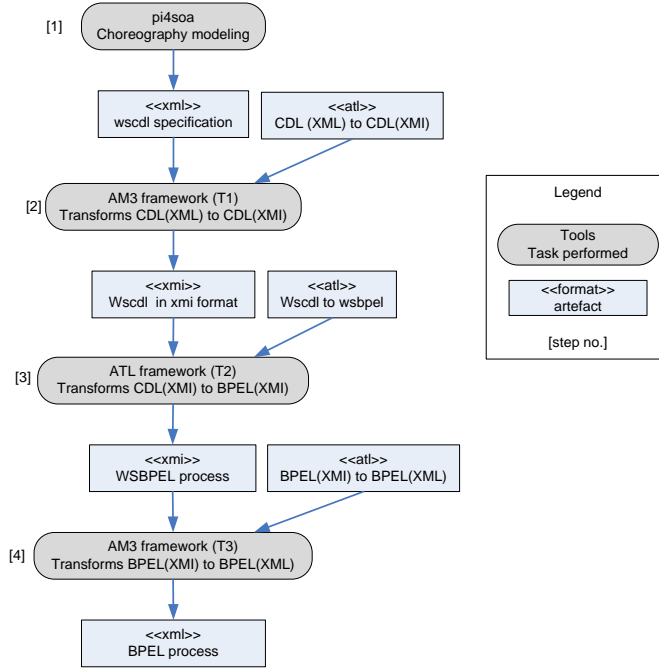 [1]
pi4soa
Choreography modeling
<<xml>>
wscdl specification
<<atl>>
CDL (XML) to CDL(XMI)
[2]
AM3 framework (T1)
Transforms CDL(XML) to CDL(XMI)
<<xmi>>
Wscdl in xmi format
<<atl>>
Wscdl to wsbpel
[3]
ATL framework (T2)
Transforms CDL(XMI) to BPEL(XMI)
<<xmi>>
WSBPEL process
<<atl>>
BPEL(XMI) to BPEL(XML)
[4]
AM3 framework (T3)
Transforms BPEL(XMI) to BPEL(XML)
<<xml>>
BPEL process
Legend
Tools
Task performed
<<format>>
artefact
[step no.]